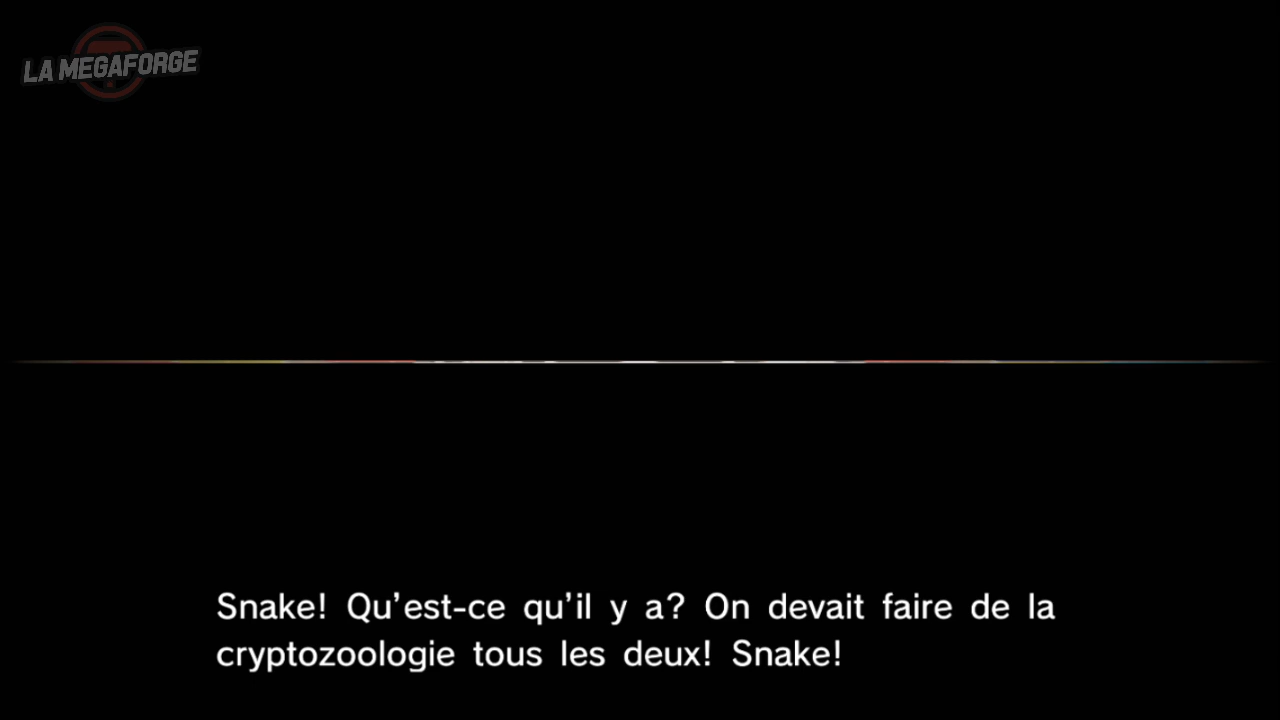 LA MEGAFORGE
Snake! Qu’est-ce qu’il y a? On devait faire de la
cryptozoologie tous les deux! Snake!